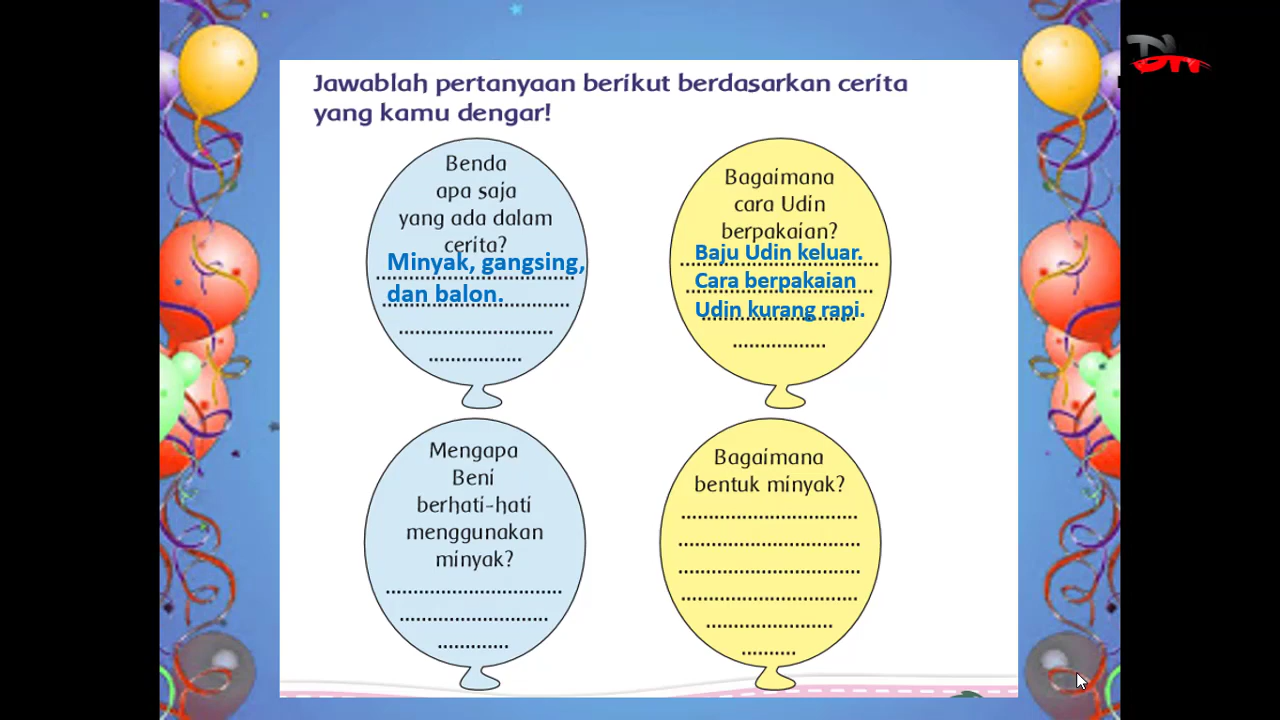 Jawablah pertanyaan berikut berdasarkan cerita
yang kamu dengar!
Benda
apa saja
yang ada dalam
cerita?
Minyak, gangsing,
dan balon.
Bagaimana
cara Udin
berpakaian?
Baju Udin keluar.
Cara berpakaian
Udin kurang rapi.
Mengapa
Beni
berhati-hati
menggunakan
minyak?
Bagaimana
bentuk minyak?